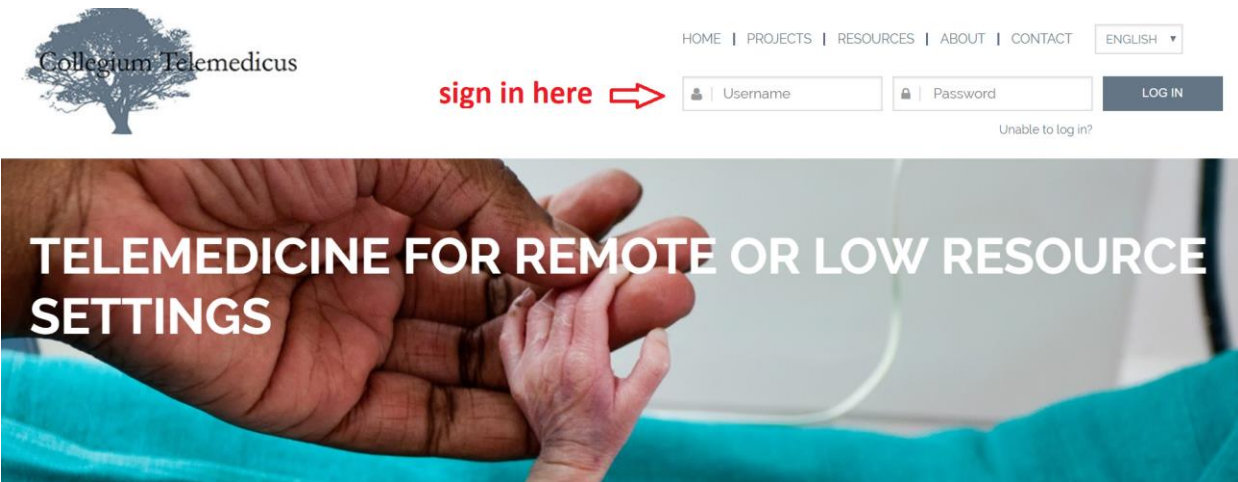 Collegium Telemedicus
HOME | PROJECTS | RESOURCES | ABOUT | CONTACT
ENGLISH
sign in here
Username
Password
LOG IN
Unable to log in?
TELEMEDICINE FOR REMOTE OR LOW RESOURCE
SETTINGS